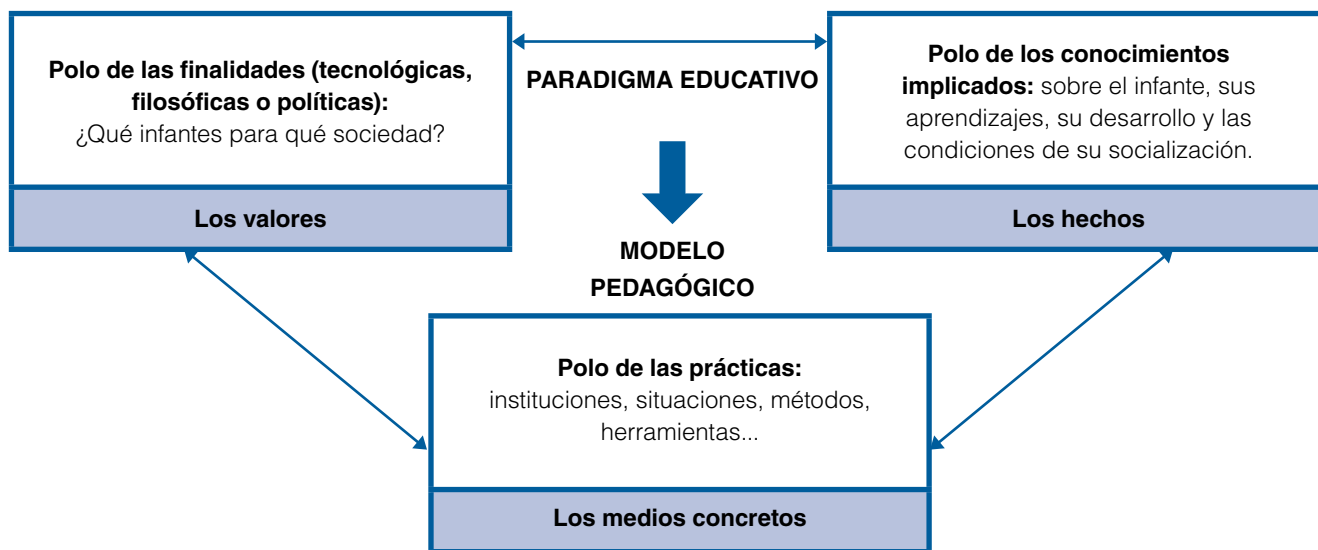 Polo de las finalidades (tecnológicas,
filosóficas o políticas):
¿Qué infantes para qué sociedad?
Los valores
PARADIGMA EDUCATIVO
Polo de los conocimientos
implicados: sobre el infante, sus
aprendizajes, su desarrollo y las
condiciones de su socialización.
Los hechos
MODELO
PEDAGÓGICO
Polo de las prácticas:
instituciones, situaciones, métodos,
herramientas...
Los medios concretos